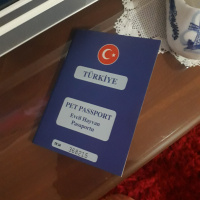 TÜRKİYE
PET PASSPORT
Evcil Hayvan
Pasaportu